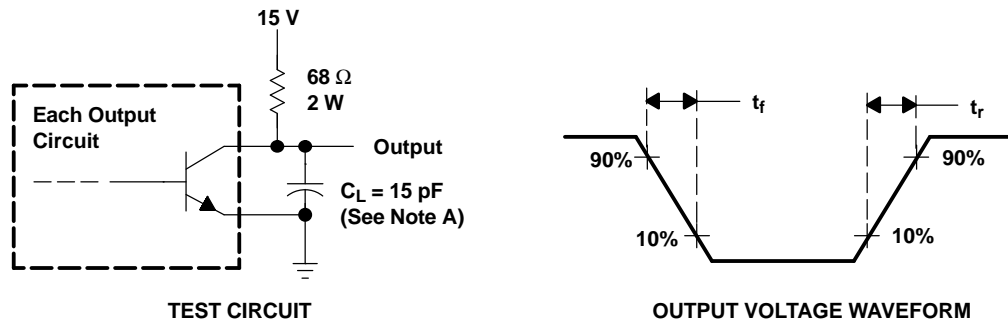 15 V
68 Ω
2 W
Each Output
Circuit
Output
C_L = 15 pF
(See Note A)
TEST CIRCUIT
t_f
t_r
90%
90%
10%
10%
OUTPUT VOLTAGE WAVEFORM